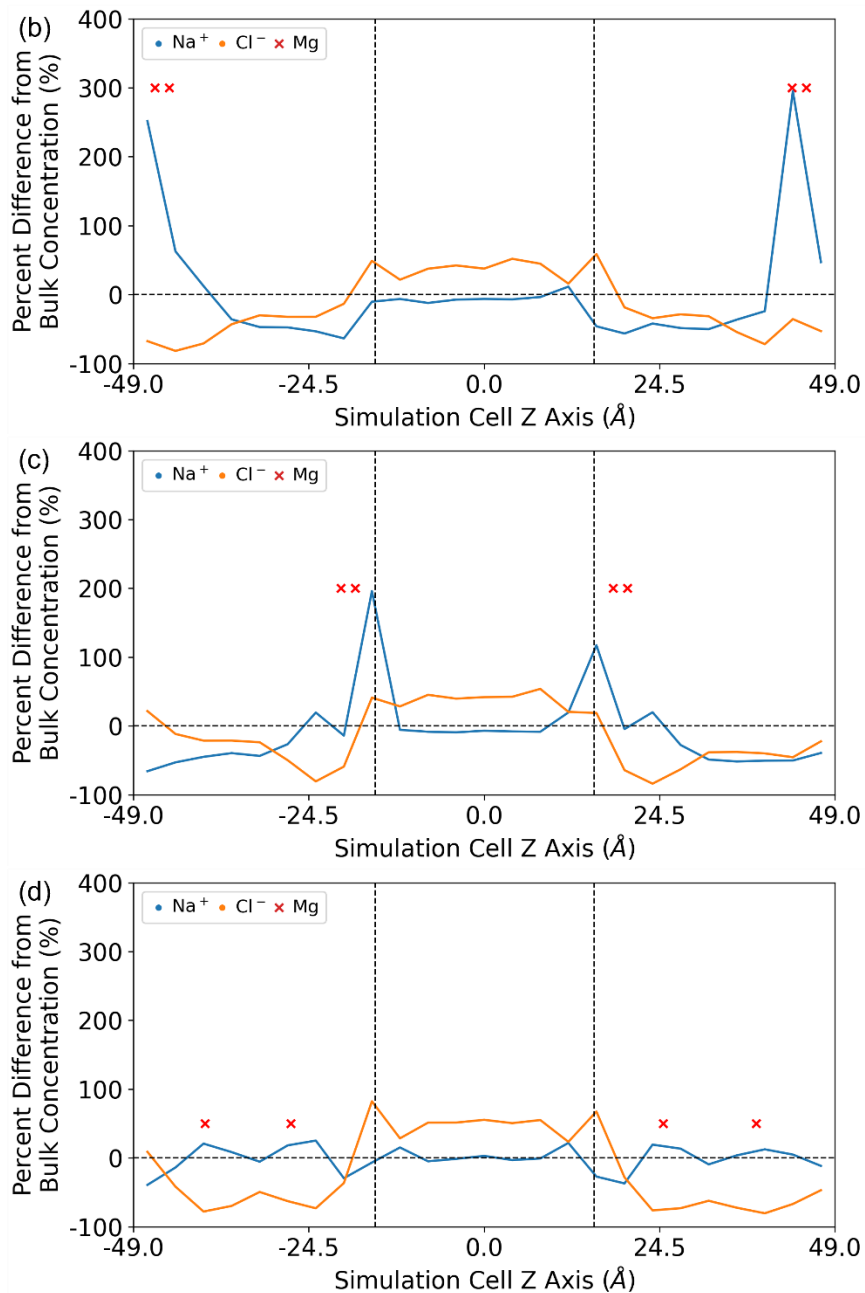 (b)
Na+ Cl− Mg
400
300
200
100
0
-100
Percent Difference from
Bulk Concentration (%)
-49.0 -24.5 0.0 24.5 49.0
Simulation Cell Z Axis (Å)
(c)
Na+ Cl− Mg
400
300
200
100
0
-100
Percent Difference from
Bulk Concentration (%)
-49.0 -24.5 0.0 24.5 49.0
Simulation Cell Z Axis (Å)
(d)
Na+ Cl− Mg
400
300
200
100
0
-100
Percent Difference from
Bulk Concentration (%)
-49.0 -24.5 0.0 24.5 49.0
Simulation Cell Z Axis (Å)